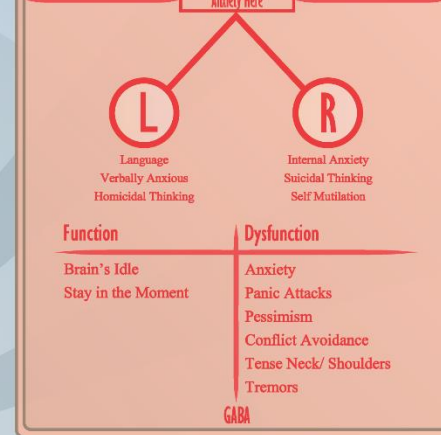 Anxiety Here
L
R
Language
Verbally Anxious
Homicidal Thinking
Internal Anxiety
Suicidal Thinking
Self Mutilation
Function
Dysfunction
Brain's Idle
Stay in the Moment
Anxiety
Panic Attacks
Pessimism
Conflict Avoidance
Tense Neck/ Shoulders
Tremors
GABA